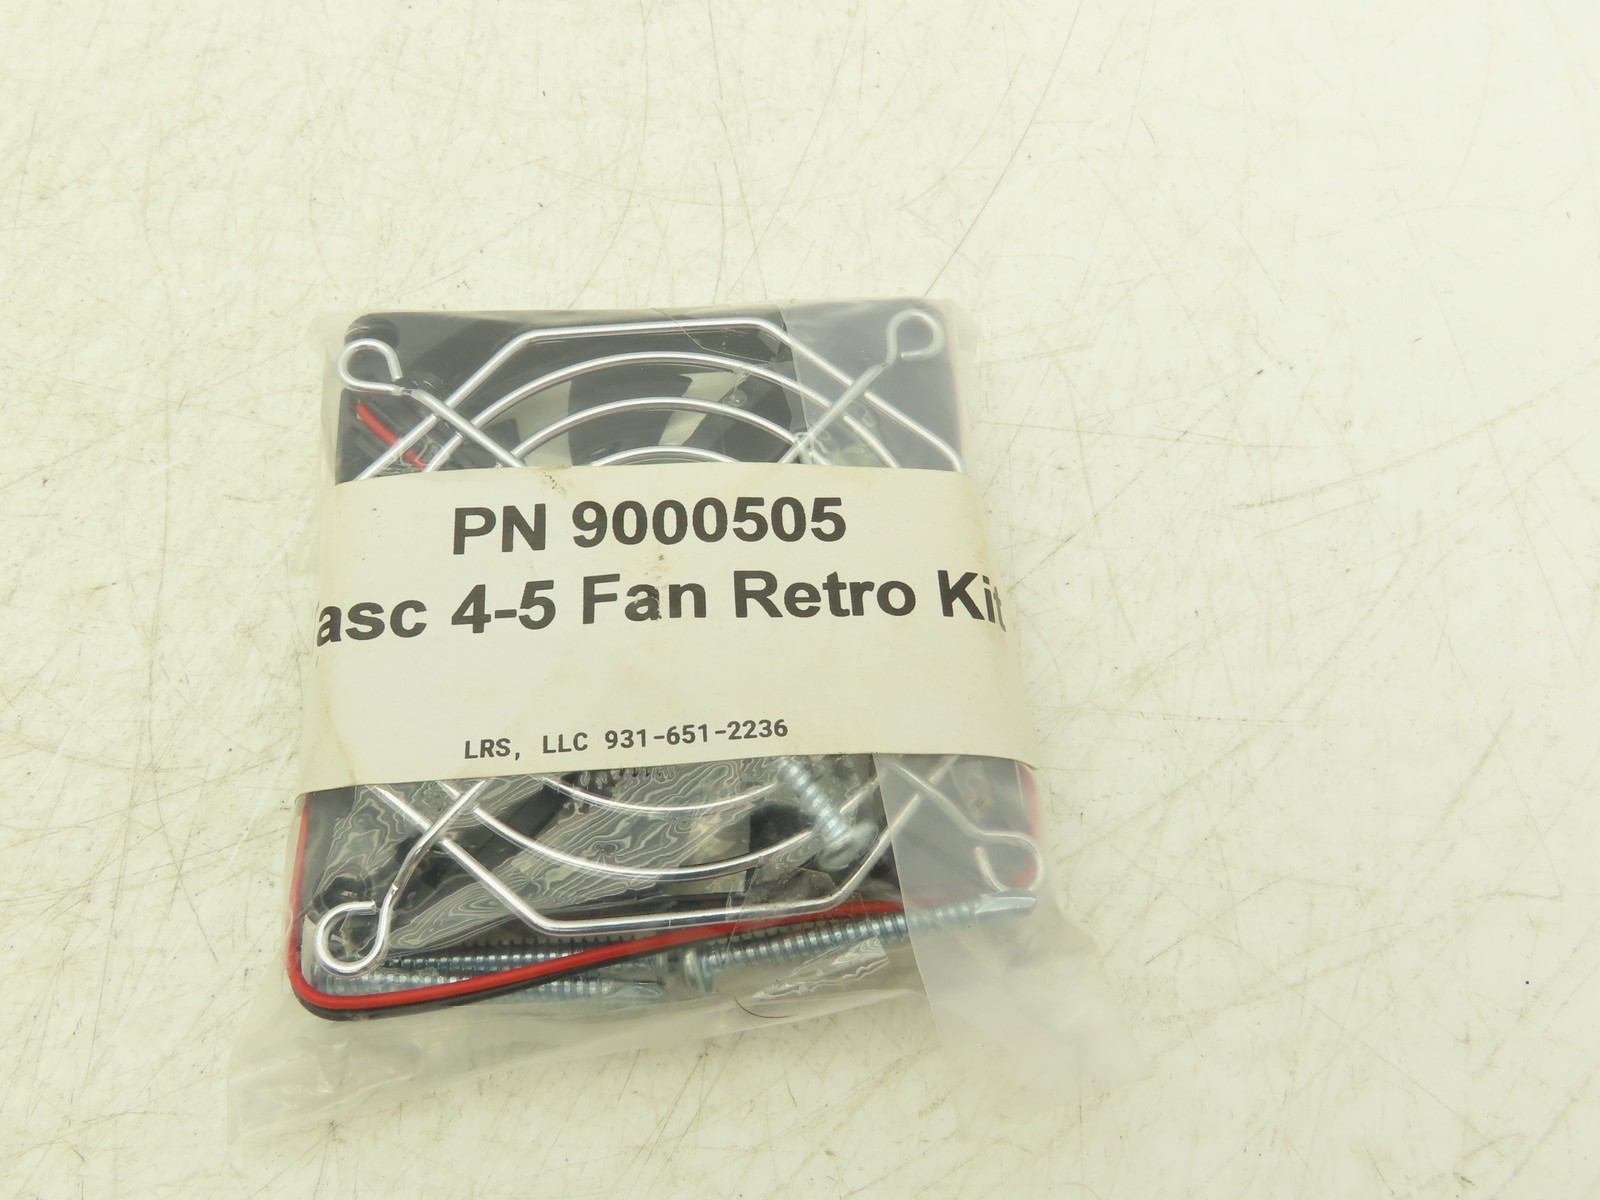 PN 9000505
asc 4-5 Fan Retro Kit
LRS, LLC 931-651-2236